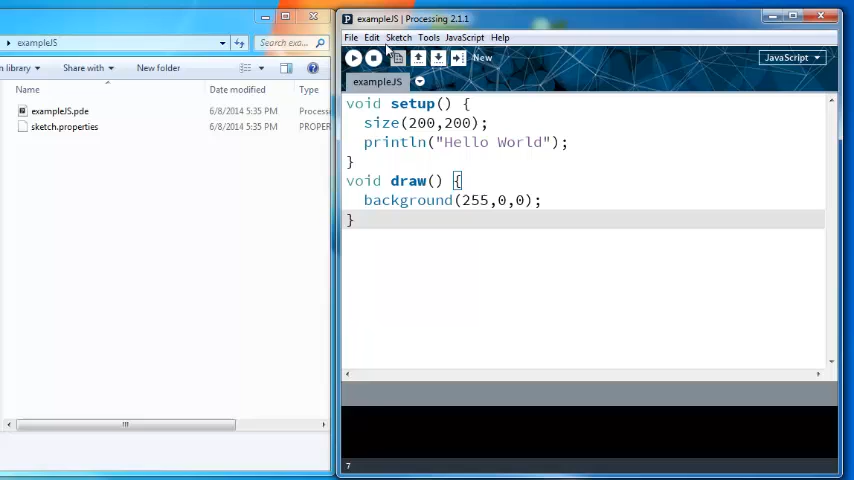 exampleJS
Search exa...
n library
Share with
New folder
Name
Date modified
Type
exampleJS.pde
6/8/2014 5:35 PM
Process
sketch.properties
6/8/2014 5:35 PM
PROPER
exampleJS | Processing 2.1.1
File Edit Sketch Tools JavaScript Help
New
JavaScript
exampleJS
void setup() {
size(200,200);
println("Hello World");
}
void draw() {
background(255,0,0);
}
7